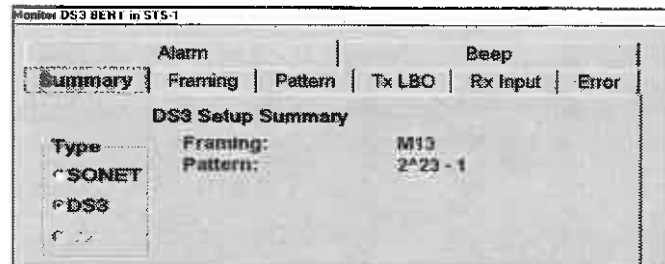 Monitor DS3 BERT in STS-1
Alarm Beep
Summary Framing Pattern Tx LBO Rx Input Error
DS3 Setup Summary
Type
Framing: M13
Pattern: 2^23 - 1
SONET
DS3